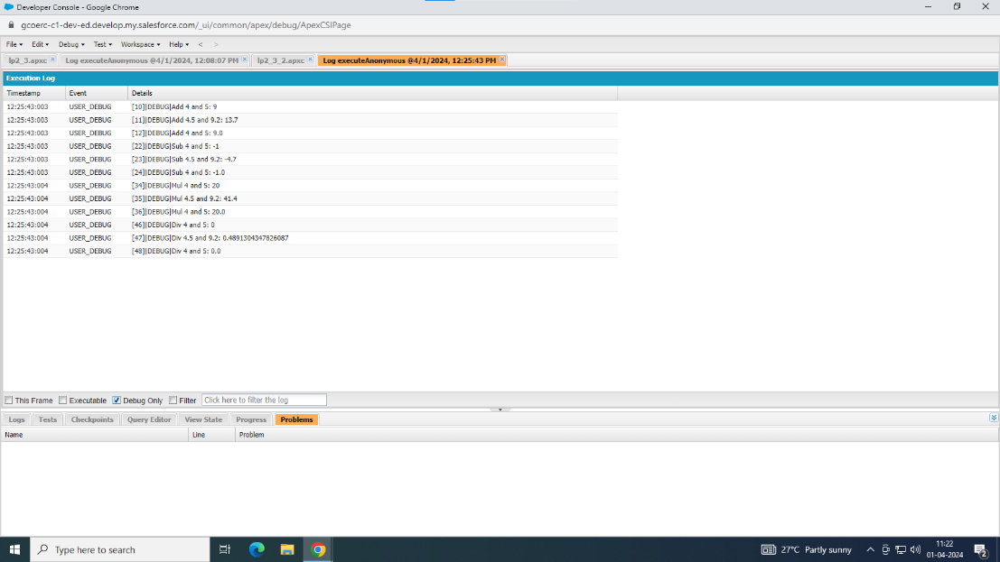 Developer Console - Google Chrome
gcoerc-c1-dev-ed.develop.my.salesforce.com/_ui/common/apex/debug/ApexCSIPage
File Edit Debug Test Workspace Help < >
lp2_3.apxc Log executeAnonymous @4/1/2024, 12:08:07 PM lp2_3_2.apxc Log executeAnonymous @4/1/2024, 12:25:43 PM
Execution Log
Timestamp Event Details
12:25:43:003 USER_DEBUG [10]|DEBUG|Add 4 and 5: 9
12:25:43:003 USER_DEBUG [11]|DEBUG|Add 4.5 and 9.2: 13.7
12:25:43:003 USER_DEBUG [12]|DEBUG|Add 4 and 5: 9.0
12:25:43:003 USER_DEBUG [22]|DEBUG|Sub 4 and 5: -1
12:25:43:003 USER_DEBUG [23]|DEBUG|Sub 4.5 and 9.2: -4.7
12:25:43:003 USER_DEBUG [24]|DEBUG|Sub 4 and 5: -1.0
12:25:43:004 USER_DEBUG [34]|DEBUG|Mul 4 and 5: 20
12:25:43:004 USER_DEBUG [35]|DEBUG|Mul 4.5 and 9.2: 41.4
12:25:43:004 USER_DEBUG [36]|DEBUG|Mul 4 and 5: 20.0
12:25:43:004 USER_DEBUG [46]|DEBUG|Div 4 and 5: 0
12:25:43:004 USER_DEBUG [47]|DEBUG|Div 4.5 and 9.2: 0.4891304347826087
12:25:43:004 USER_DEBUG [48]|DEBUG|Div 4 and 5: 0.0
This Frame Executable Debug Only Filter Click here to filter the log
Logs Tests Checkpoints Query Editor View State Progress Problems
Name Line Problem
Type here to search 27°C Partly sunny 11:22
01-04-2024 2